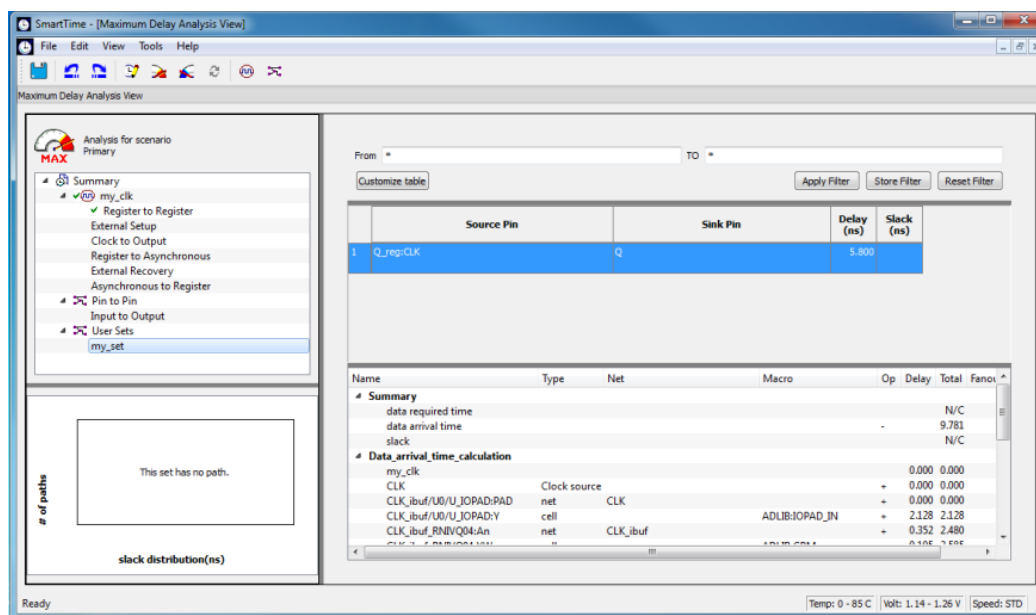 SmartTime - [Maximum Delay Analysis View]
File Edit View Tools Help
Maximum Delay Analysis View
MAX
Analysis for scenario
Primary
Summary
my_clk
Register to Register
External Setup
Clock to Output
Register to Asynchronous
External Recovery
Asynchronous to Register
Pin to Pin
Input to Output
User Sets
my_set
# of paths
This set has no path.
slack distribution(ns)
From * TO *
Customize table Apply Filter Store Filter Reset Filter
Source Pin Sink Pin Delay (ns) Slack (ns)
1 Q_reg:CLK Q 5.800
Name Type Net Macro Op Delay Total Fanou
Summary
data required time N/C
data arrival time - 9.781
slack N/C
Data_arrival_time_calculation
my_clk 0.000 0.000
CLK Clock source + 0.000 0.000
CLK_ibuf/U0/U_IOPAD:PAD net CLK + 0.000 0.000
CLK_ibuf/U0/U_IOPAD:Y cell ADLIB:IOPAD_IN + 2.128 2.128
CLK_ibuf_RNIVQ04:An net CLK_ibuf + 0.352 2.480
Ready Temp: 0 - 85 C Volt: 1.14 - 1.26 V Speed: STD